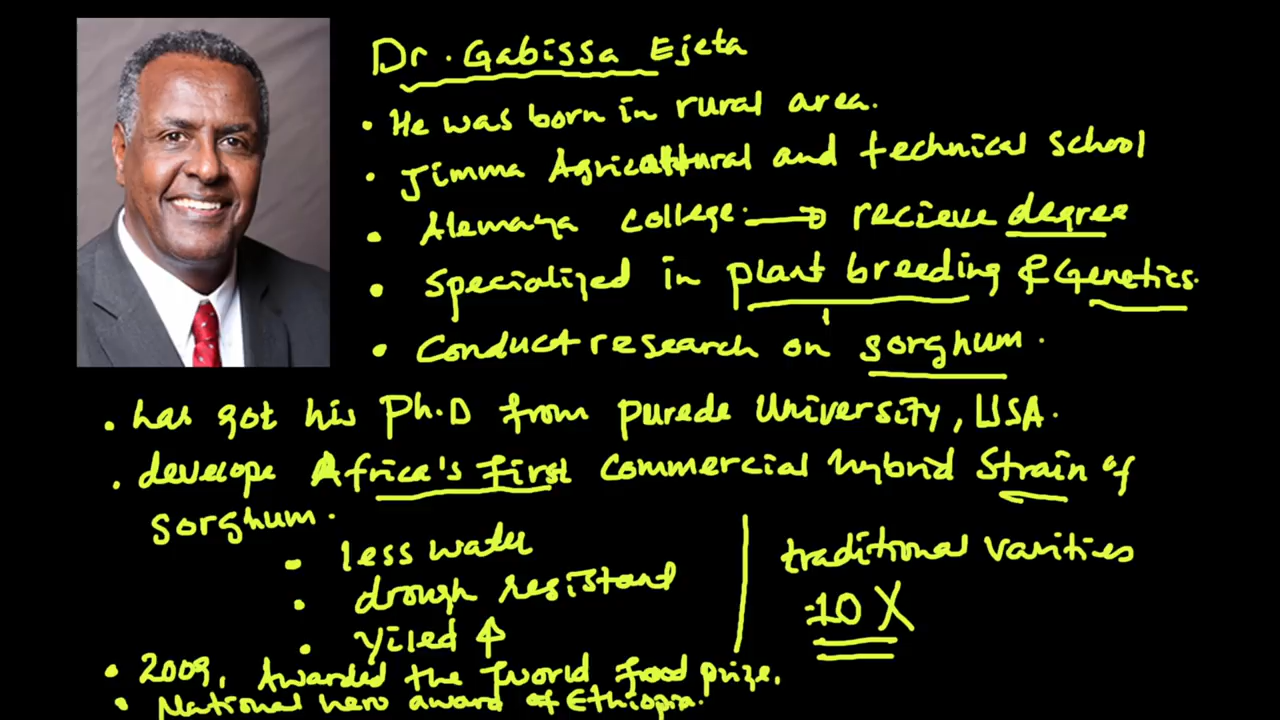 Dr. Gabissa Ejeta
• He was born in rural area.
• Jimma Agricultural and technical school
• Alemaya college. → recieve degree
• Specialized in plant breeding & Genetics.
• Conduct research on sorghum.
• has got his Ph.D from purede University, USA.
• develope Africa's first commercial hybrid strain of
sorghum.
• less water
• drough resistand
• yiled ↑
traditional varities
10 X
• 2009, Awarded the world food prize.
• National hero award of Ethiopia.